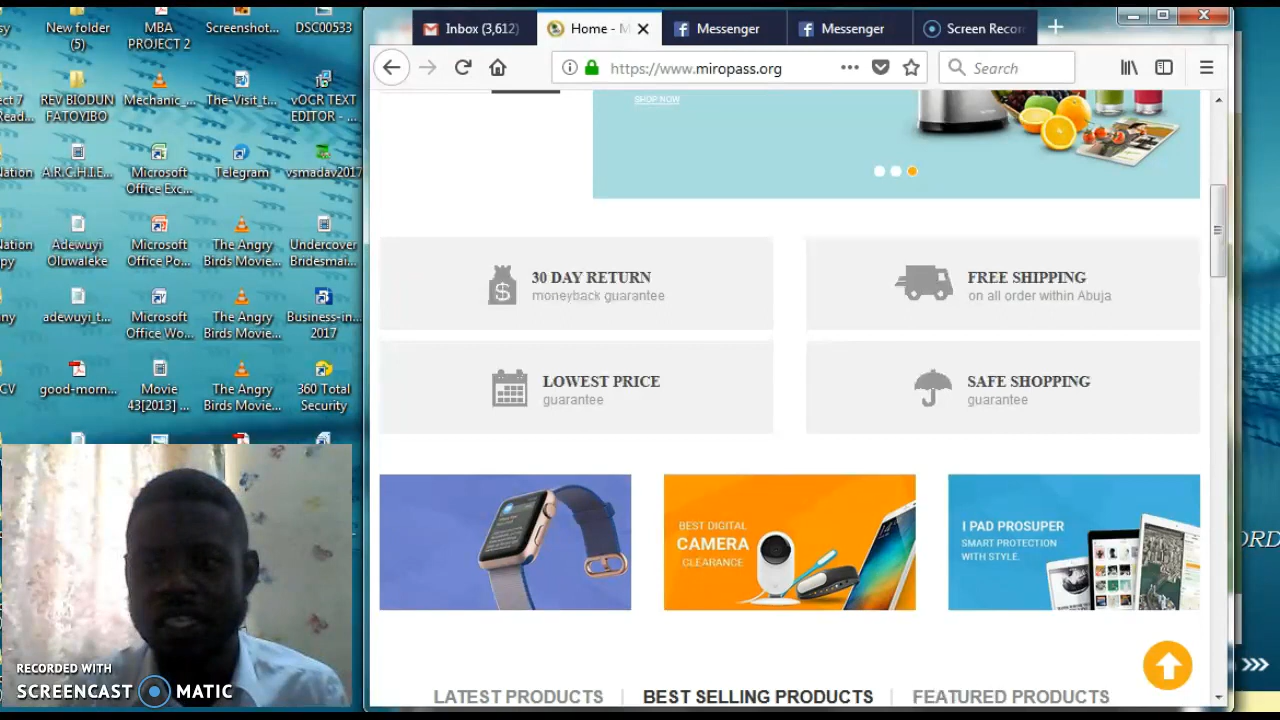 New folder
(5)
MBA
PROJECT 2
Screenshot...
DSC00533
REV BIODUN
FATOYIBO
Mechanic_...
The-Visit_t...
vOCR TEXT
EDITOR - ...
Read...
A.R.C.H.I.E...
Microsoft
Office Exc...
Telegram
vsmadav2017
Adewuyi
Oluwaleke
Microsoft
Office Po...
The Angry
Birds Movie...
Undercover
Bridesmai...
adewuyi_t...
Microsoft
Office Wo...
The Angry
Birds Movie...
Business-in...
2017
CV
good-morn...
Movie
43[2013] ...
The Angry
Birds Movie...
360 Total
Security
RECORDED WITH
SCREENCAST MATIC
Inbox (3,612)
Home - M
Messenger
Messenger
Screen Recor
https://www.miropass.org
Search
SHOP NOW
30 DAY RETURN
moneyback guarantee
FREE SHIPPING
on all order within Abuja
LOWEST PRICE
guarantee
SAFE SHOPPING
guarantee
BEST DIGITAL
CAMERA
CLEARANCE
I PAD PROSUPER
SMART PROTECTION
WITH STYLE.
LATEST PRODUCTS
BEST SELLING PRODUCTS
FEATURED PRODUCTS